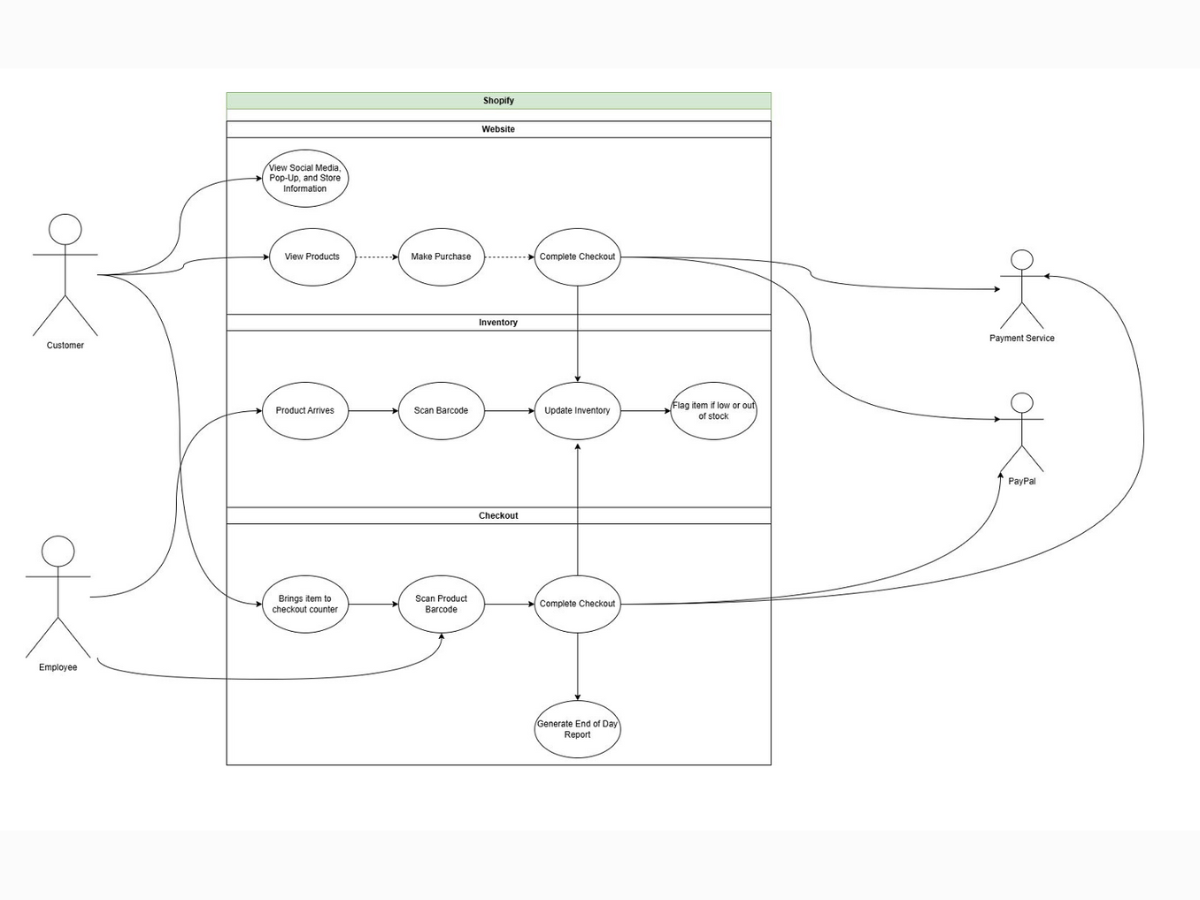 Shopify
Website
View Social Media,
Pop-Up, and Store
Information
View Products
Make Purchase
Complete Checkout
Customer
Payment Service
Inventory
Product Arrives
Scan Barcode
Update Inventory
Flag item if low or out
of stock
PayPal
Checkout
Brings item to
checkout counter
Scan Product
Barcode
Complete Checkout
Employee
Generate End of Day
Report